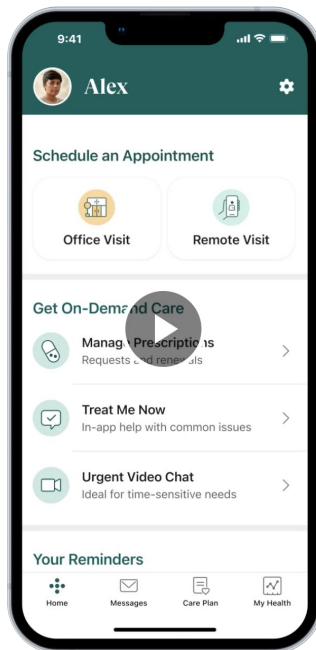 9:41
Alex
Schedule an Appointment
Office Visit
Remote Visit
Get On-Demand Care
Manage Prescriptions
Requests and renewals
Treat Me Now
In-app help with common issues
Urgent Video Chat
Ideal for time-sensitive needs
Your Reminders
Home
Messages
Care Plan
My Health